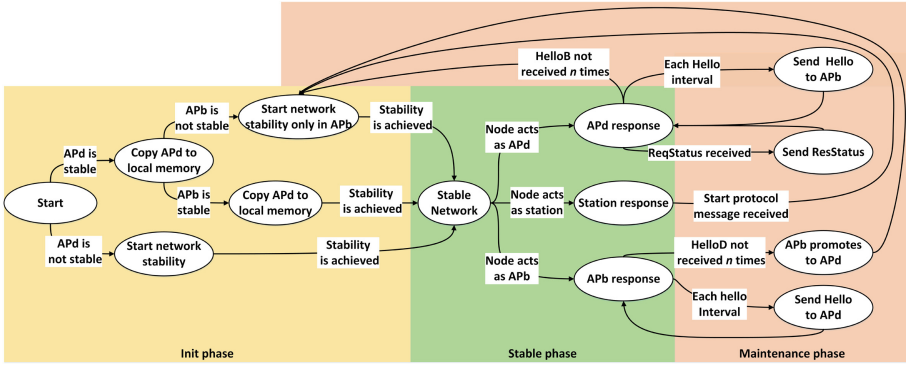 HelloB not
received n times
Each Hello
interval
Send Hello
to APb
APb is
not stable
Start network
stability only in APb
Stability
is achieved
Node acts
as APd
APd response
APd is
stable
Copy APd to
local memory
ReqStatus received
Send ResStatus
Start
APb is
stable
Copy APd to
local memory
Stability
is achieved
Stable
Network
Node acts
as station
Station response
Start protocol
message received
APd is
not stable
Start network
stability
Stability
is achieved
Node acts
as APb
APb response
HelloD not
received n times
APb promotes
to APd
Each hello
Interval
Send Hello
to APd
Init phase
Stable phase
Maintenance phase